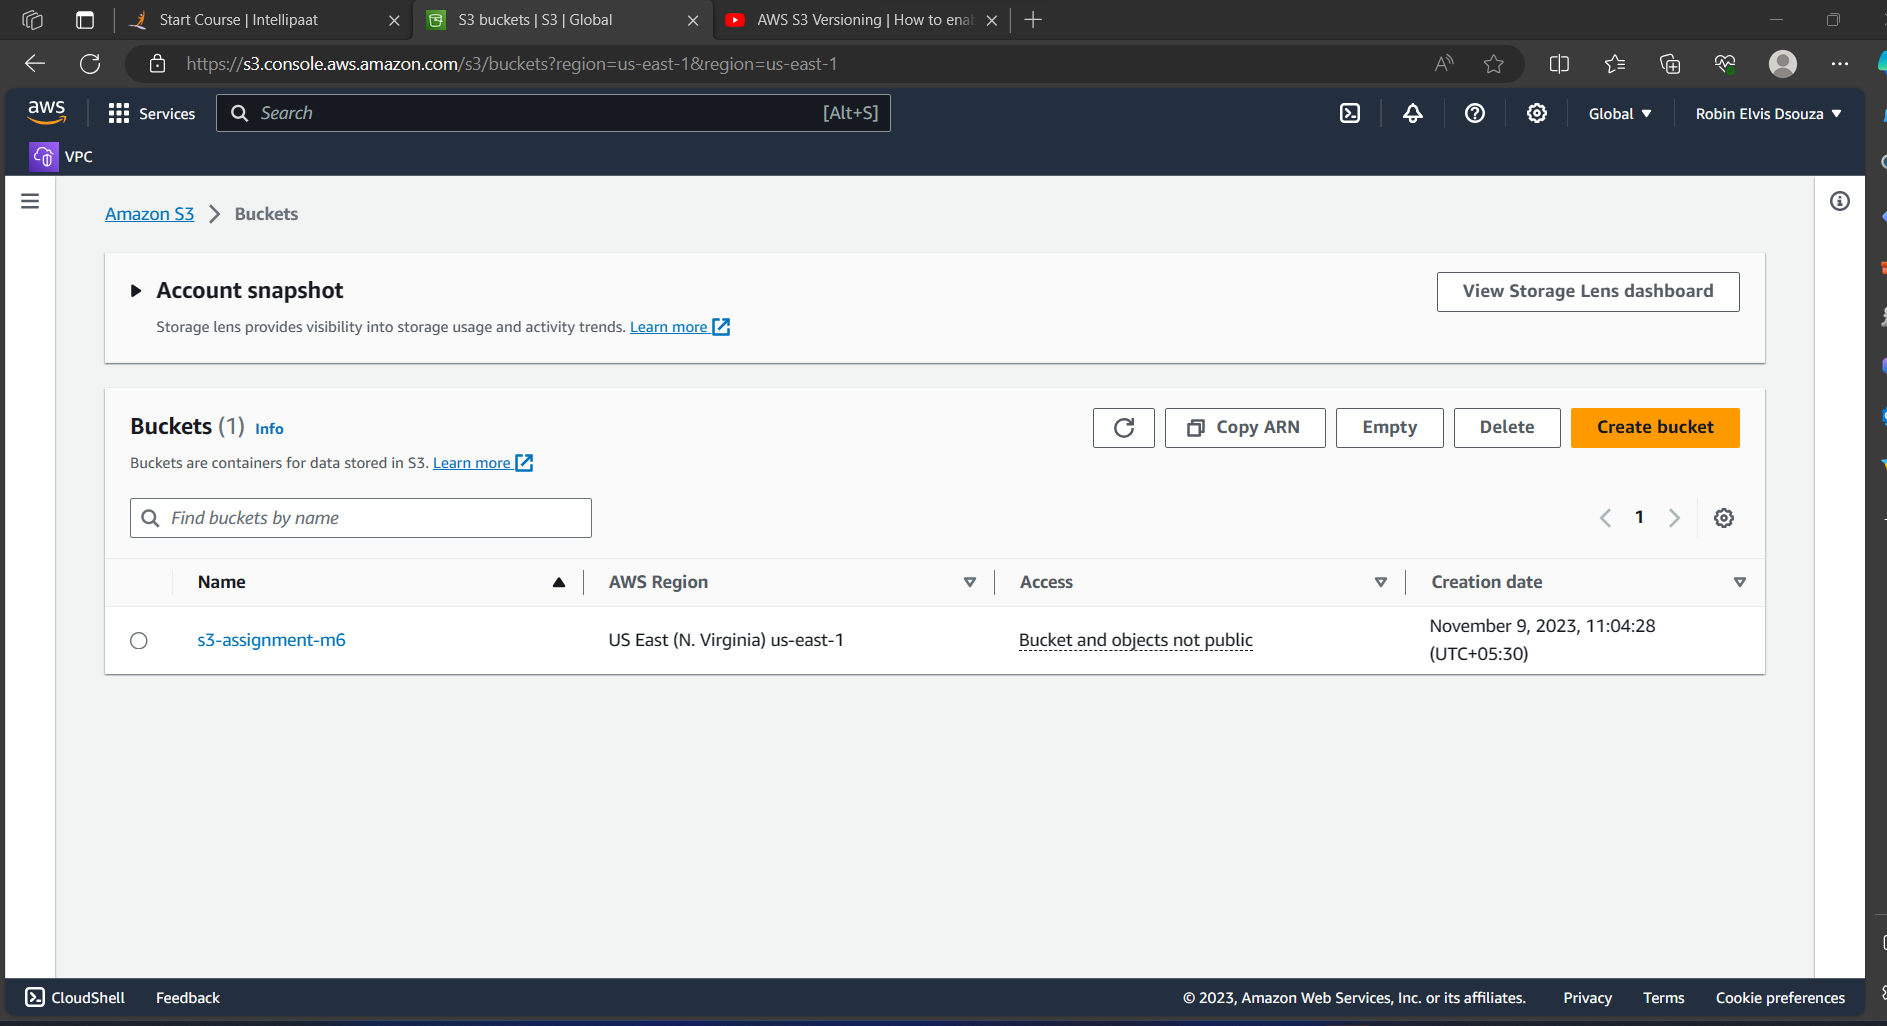 Start Course | Intellipaat
S3 buckets | S3 | Global
AWS S3 Versioning | How to enab
https://s3.console.aws.amazon.com/s3/buckets?region=us-east-1&region=us-east-1
aws
Services
Search
[Alt+S]
Global
Robin Elvis Dsouza
VPC
Amazon S3 > Buckets
Account snapshot
View Storage Lens dashboard
Storage lens provides visibility into storage usage and activity trends. Learn more
Buckets (1) Info
Copy ARN
Empty
Delete
Create bucket
Buckets are containers for data stored in S3. Learn more
Find buckets by name
1
Name
AWS Region
Access
Creation date
s3-assignment-m6
US East (N. Virginia) us-east-1
Bucket and objects not public
November 9, 2023, 11:04:28
(UTC+05:30)
CloudShell
Feedback
© 2023, Amazon Web Services, Inc. or its affiliates.
Privacy
Terms
Cookie preferences